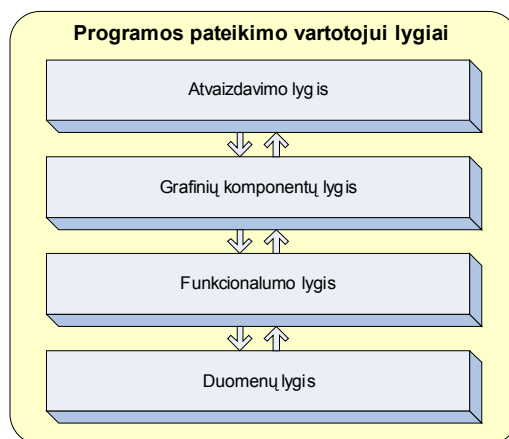 Programos pateikimo vartotojui lygiai
Atvaizdavimo lygis
Grafinių komponentų lygis
Funkcionalumo lygis
Duomenų lygis